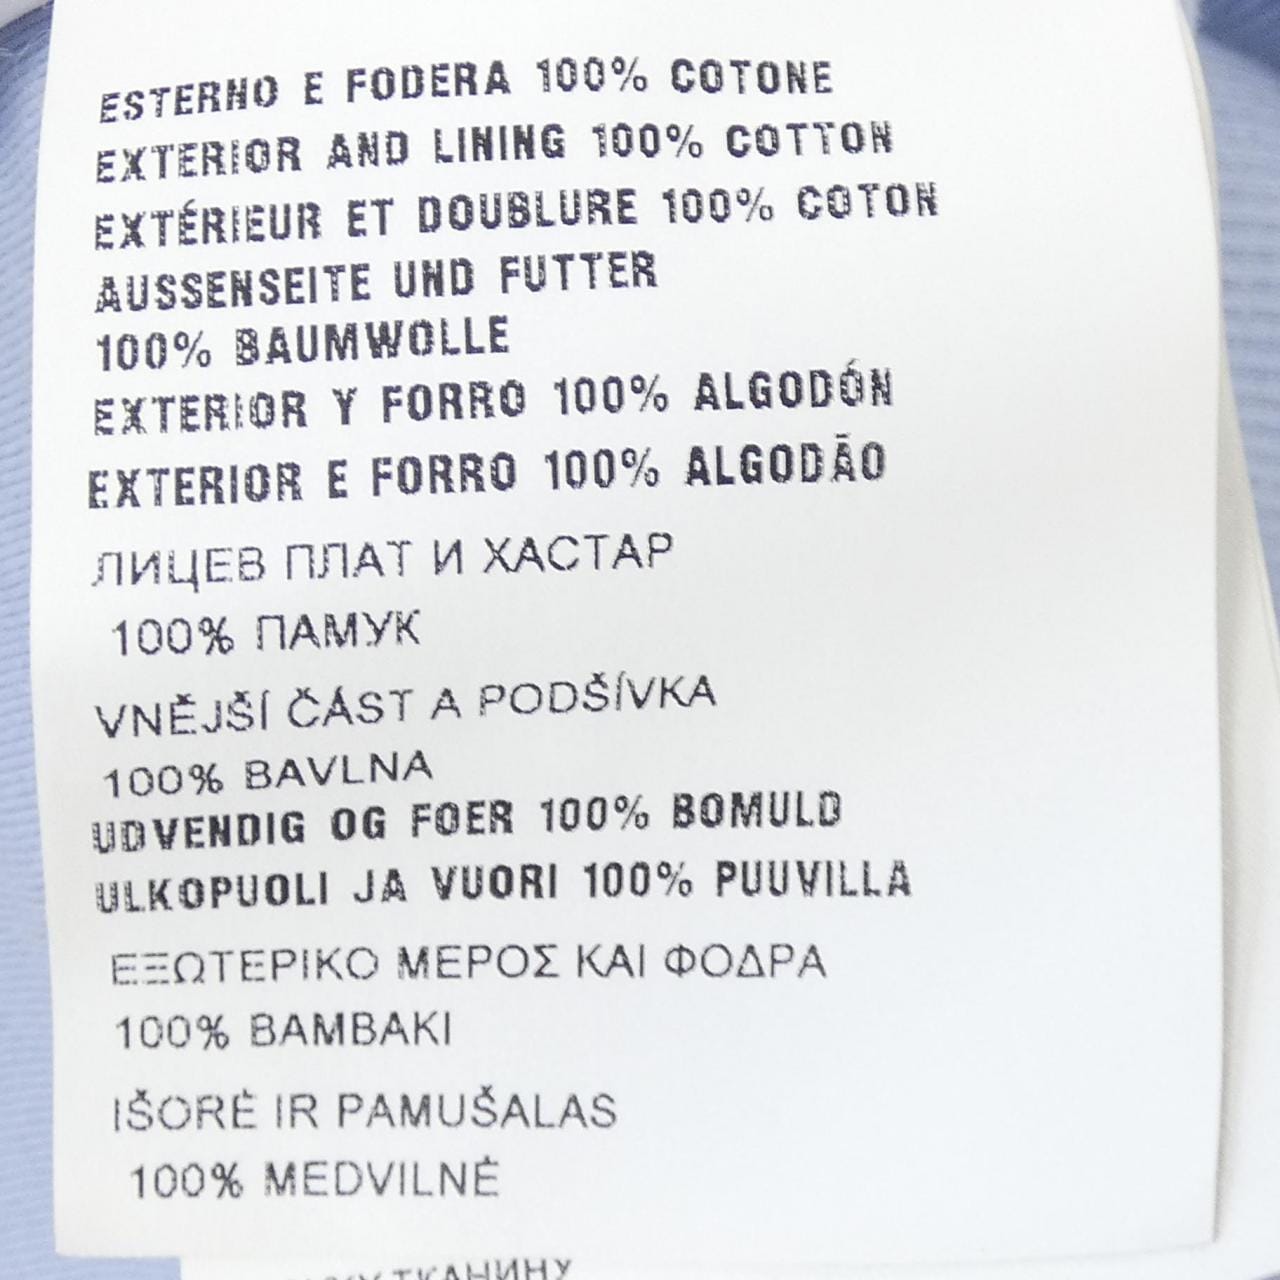 ESTERNO E FODERA 100% COTONE
EXTERIOR AND LINING 100% COTTON
EXTÉRIEUR ET DOUBLURE 100% COTON
AUSSENSEITE UND FUTTER
100% BAUMWOLLE
EXTERIOR Y FORRO 100% ALGODÓN
EXTERIOR E FORRO 100% ALGODÃO
ЛИЦЕВ ПЛАТ И ХАСТАР
100% ПАМУК
VNĚJŠÍ ČÁST A PODŠÍVKA
100% BAVLNA
UDVENDIG OG FOER 100% BOMULD
ULKOPUOLI JA VUORI 100% PUUVILLA
ΕΞΩΤΕΡΙΚΟ ΜΕΡΟΣ ΚΑΙ ΦΟΔΡΑ
100% ΒΑΜΒΑΚΙ
IŠORĖ IR PAMUŠALAS
100% MEDVILNĖ
ТКАНИНУ